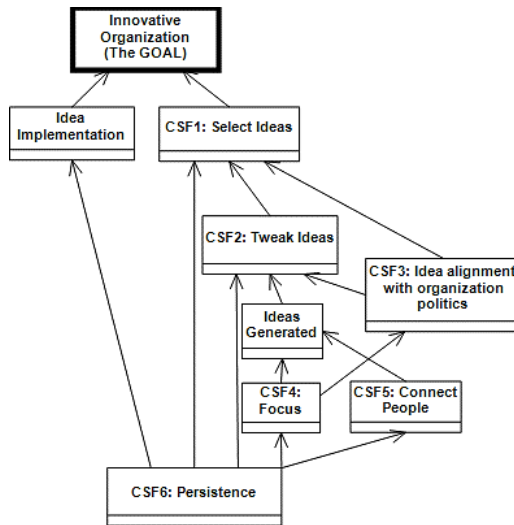 Innovative
Organization
(The GOAL)
Idea
Implementation
CSF1: Select Ideas
CSF2: Tweak Ideas
CSF3: Idea alignment
with organization
politics
Ideas
Generated
CSF4:
Focus
CSF5: Connect
People
CSF6: Persistence